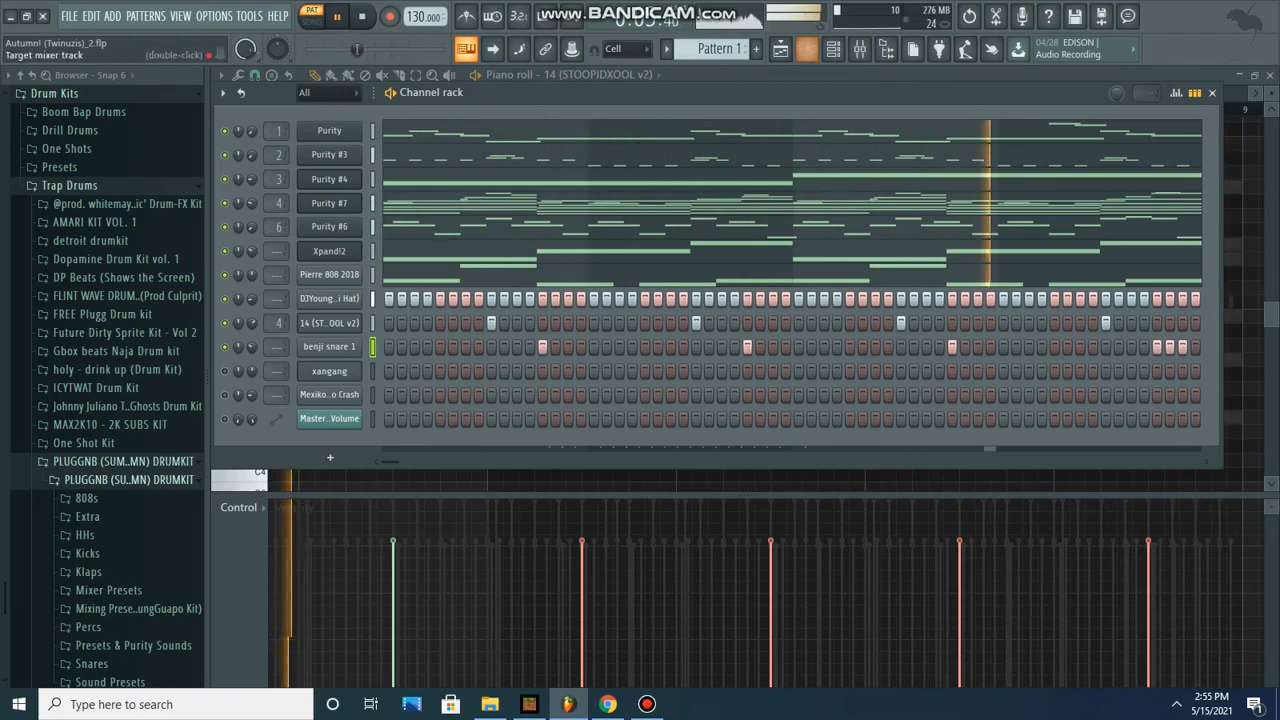 FILE EDIT ADD PATTERNS VIEW OPTIONS TOOLS
PAT
SONG
130.000
3.2.
WWW.BANDICAM.COM
10
276 MB
24
Autumn! (Twinuzis)_2.flp
Target mixer track
(double-click)
Cell
Pattern 1
04/28 EDISON |
Audio Recording
Browser - Snap 6
Piano roll - 14 (STOOPIDXOOL v2)
Drum Kits
Boom Bap Drums
Drill Drums
One Shots
Presets
Trap Drums
@prod. whitemay...ic' Drum-FX Kit
AMARI KIT VOL. 1
detroit drumkit
Dopamine Drum Kit vol. 1
DP Beats (Shows the Screen)
FLINT WAVE DRUM..(Prod Culprit)
FREE Plugg Drum kit
Future Dirty Sprite Kit - Vol 2
Gbox beats Naja Drum kit
holy - drink up (Drum Kit)
ICYTWAT Drum Kit
Johnny Juliano T..Ghosts Drum Kit
MAX2K10 - 2K SUBS KIT
One Shot Kit
PLUGGNB (SUM..MN) DRUMKIT
PLUGGNB (SU..MN) DRUMKIT
808s
Extra
HHs
Kicks
Klaps
Mixer Presets
Mixing Prese..ungGuapo Kit)
Percs
Presets & Purity Sounds
Snares
Sound Presets
All
Channel rack
9
1 Purity
2 Purity #3
3 Purity #4
4 Purity #7
6 Purity #6
--- Xpand!2
--- Pierre 808 2018
--- DJYoung..i Hat)
4 14 (ST..OOL v2)
--- benji snare 1
--- xangang
--- Mexiko..o Crash
Master..Volume
+
C4
Control
Velocity
Type here to search
2:55 PM
5/15/2021